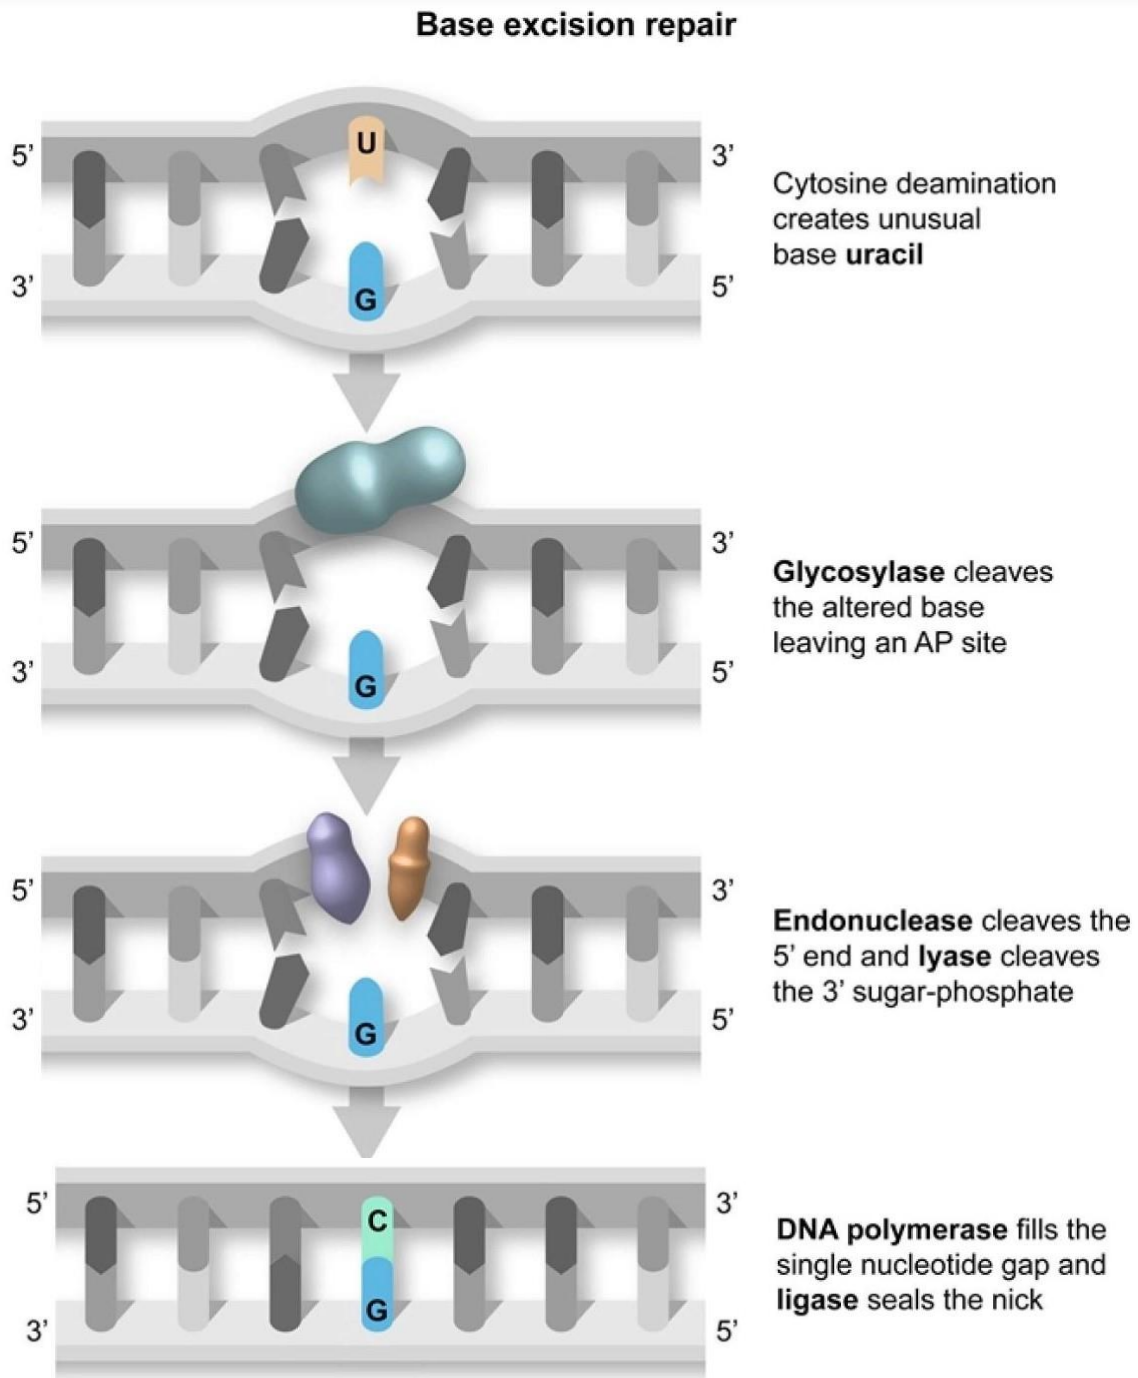 Base excision repair
U
5’
3’
Cytosine deamination
creates unusual
base uracil
3’
5’
G
5’
3’
Glycosylase cleaves
the altered base
leaving an AP site
3’
5’
G
5’
3’
Endonuclease cleaves the
5’ end and lyase cleaves
the 3’ sugar-phosphate
3’
5’
G
5’
3’
C
DNA polymerase fills the
single nucleotide gap and
ligase seals the nick
3’
5’
G